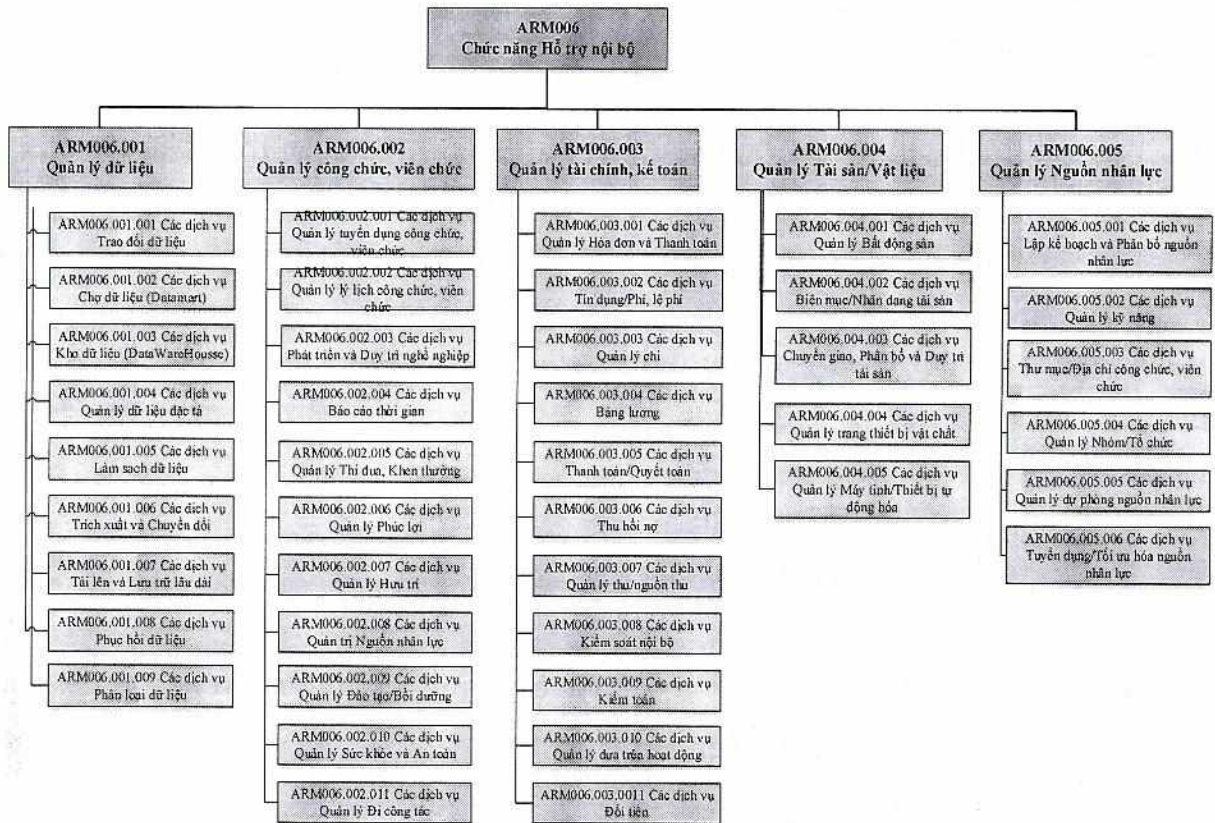 ARM006
Chức năng Hỗ trợ nội bộ
ARM006.001
Quản lý dữ liệu
ARM006.001.001 Các dịch vụ
Trao đổi dữ liệu
ARM006.001.002 Các dịch vụ
Chợ dữ liệu (Datamart)
ARM006.001.003 Các dịch vụ
Kho dữ liệu (DataWareHousse)
ARM006.001.004 Các dịch vụ
Quản lý dữ liệu đặc tả
ARM006.001.005 Các dịch vụ
Làm sạch dữ liệu
ARM006.001.006 Các dịch vụ
Trích xuất và Chuyển đổi
ARM006.001.007 Các dịch vụ
Tải lên và Lưu trữ lâu dài
ARM006.001.008 Các dịch vụ
Phục hồi dữ liệu
ARM006.001.009 Các dịch vụ
Phân loại dữ liệu
ARM006.002
Quản lý công chức, viên chức
ARM006.002.001 Các dịch vụ
Quản lý tuyển dụng công chức,
viên chức
ARM006.002.002 Các dịch vụ
Quản lý lý lịch công chức, viên
chức
ARM006.002.003 Các dịch vụ
Phát triển và Duy trì nghề nghiệp
ARM006.002.004 Các dịch vụ
Báo cáo thời gian
ARM006.002.005 Các dịch vụ
Quản lý Thi đua, Khen thưởng
ARM006.002.006 Các dịch vụ
Quản lý Phúc lợi
ARM006.002.007 Các dịch vụ
Quản lý Hưu trí
ARM006.002.008 Các dịch vụ
Quản trị Nguồn nhân lực
ARM006.002.009 Các dịch vụ
Quản lý Đào tạo/Bồi dưỡng
ARM006.002.010 Các dịch vụ
Quản lý Sức khỏe và An toàn
ARM006.002.011 Các dịch vụ
Quản lý Đi công tác
ARM006.003
Quản lý tài chính, kế toán
ARM006.003.001 Các dịch vụ
Quản lý Hóa đơn và Thanh toán
ARM006.003.002 Các dịch vụ
Tín dụng/Phí, lệ phí
ARM006.003.003 Các dịch vụ
Quản lý chi
ARM006.003.004 Các dịch vụ
Bảng lương
ARM006.003.005 Các dịch vụ
Thanh toán/Quyết toán
ARM006.003.006 Các dịch vụ
Thu hồi nợ
ARM006.003.007 Các dịch vụ
Quản lý thu/nguồn thu
ARM006.003.008 Các dịch vụ
Kiểm soát nội bộ
ARM006.003.009 Các dịch vụ
Kiểm toán
ARM006.003.010 Các dịch vụ
Quản lý dựa trên hoạt động
ARM006.003.0011 Các dịch vụ
Đổi tiền
ARM006.004
Quản lý Tài sản/Vật liệu
ARM006.004.001 Các dịch vụ
Quản lý Bất động sản
ARM006.004.002 Các dịch vụ
Biên mục/Nhận dạng tài sản
ARM006.004.003 Các dịch vụ
Chuyển giao, Phân bổ và Duy trì
tài sản
ARM006.004.004 Các dịch vụ
Quản lý trang thiết bị vật chất
ARM006.004.005 Các dịch vụ
Quản lý Máy tính/Thiết bị tự
động hóa
ARM006.005
Quản lý Nguồn nhân lực
ARM006.005.001 Các dịch vụ
Lập kế hoạch và Phân bổ nguồn
nhân lực
ARM006.005.002 Các dịch vụ
Quản lý kỹ năng
ARM006.005.003 Các dịch vụ
Thư mục/Địa chỉ công chức, viên
chức
ARM006.005.004 Các dịch vụ
Quản lý Nhóm/Tổ chức
ARM006.005.005 Các dịch vụ
Quản lý dự phòng nguồn nhân lực
ARM006.005.006 Các dịch vụ
Tuyển dụng/Tối ưu hóa nguồn
nhân lực